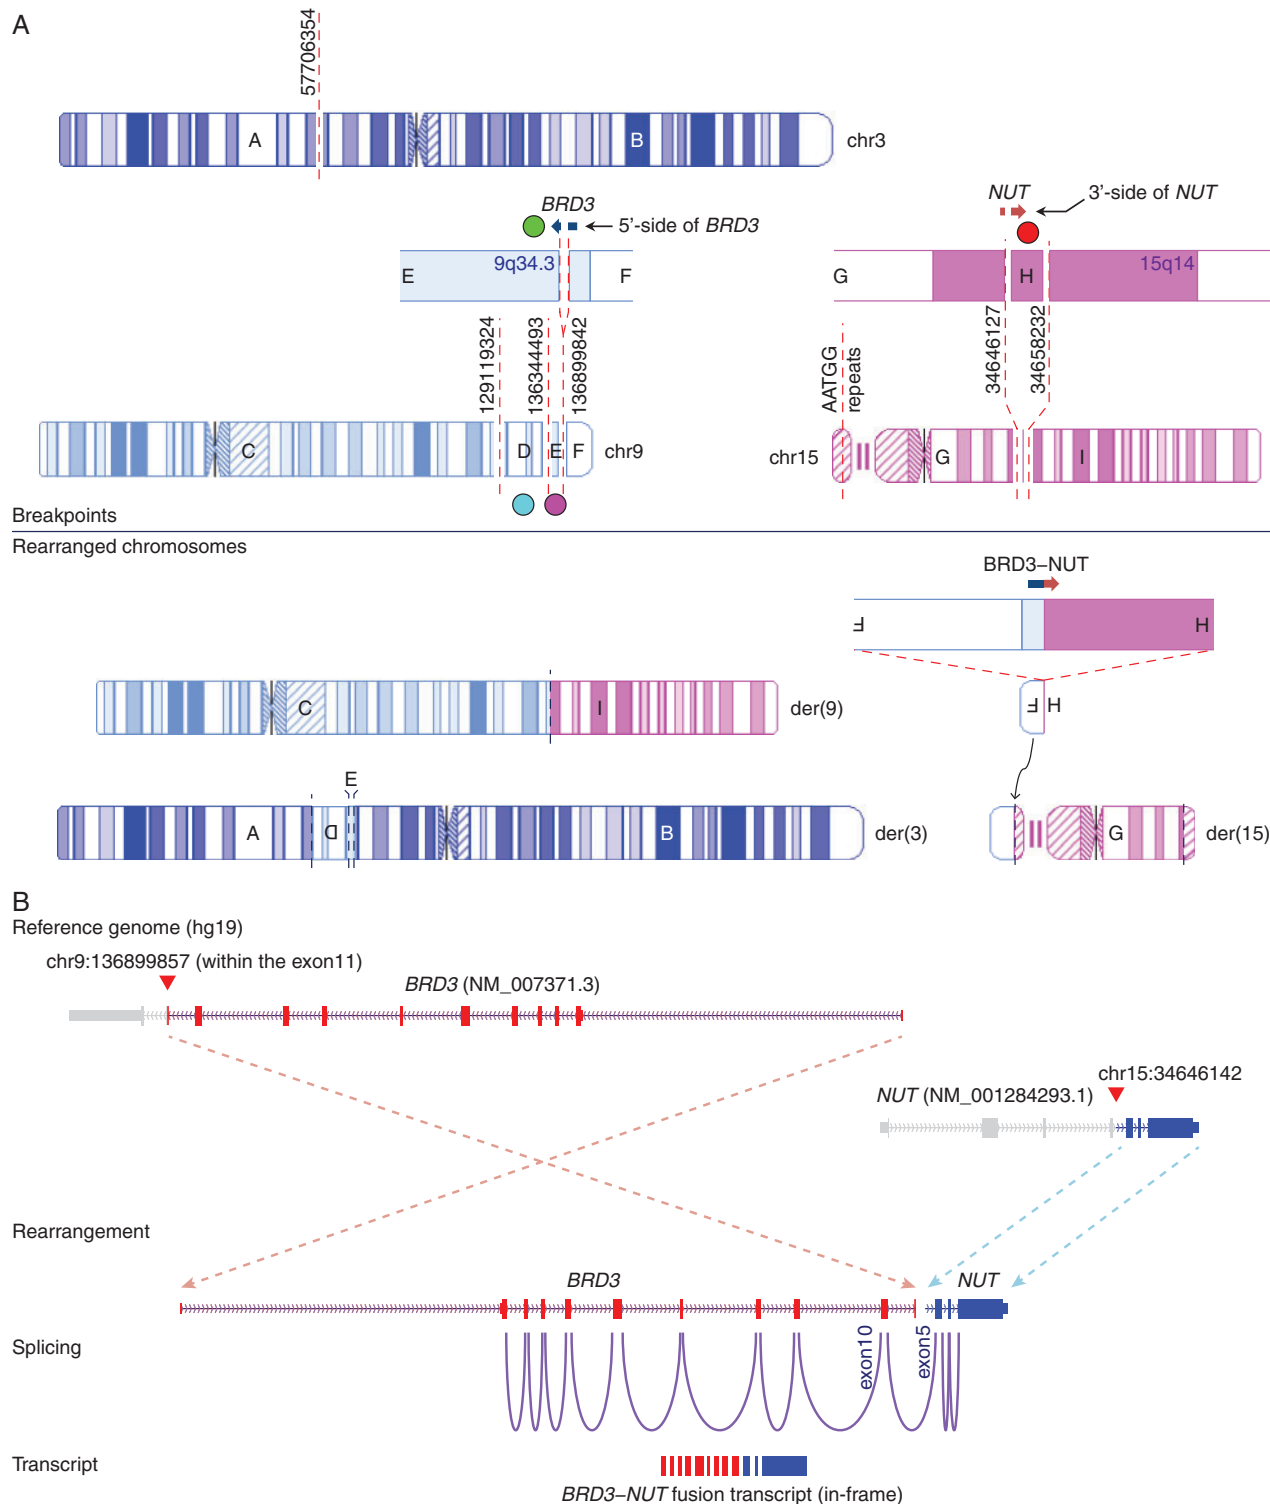 A
57706354
A
B
chr3
BRD3
5’-side of BRD3
NUT
3’-side of NUT
E
9q34.3
F
G
H
15q14
129119324
136344493
136899842
AATGG
repeats
34646127
34658232
C
D
E
F
chr9
chr15
G
I
Breakpoints
Rearranged chromosomes
BRD3–NUT
F
H
C
I
der(9)
F
H
E
A
D
B
der(3)
G
der(15)
B
Reference genome (hg19)
chr9:136899857 (within the exon11)
BRD3 (NM_007371.3)
chr15:34646142
NUT (NM_001284293.1)
Rearrangement
BRD3
NUT
exon10
exon5
Splicing
Transcript
BRD3–NUT fusion transcript (in-frame)